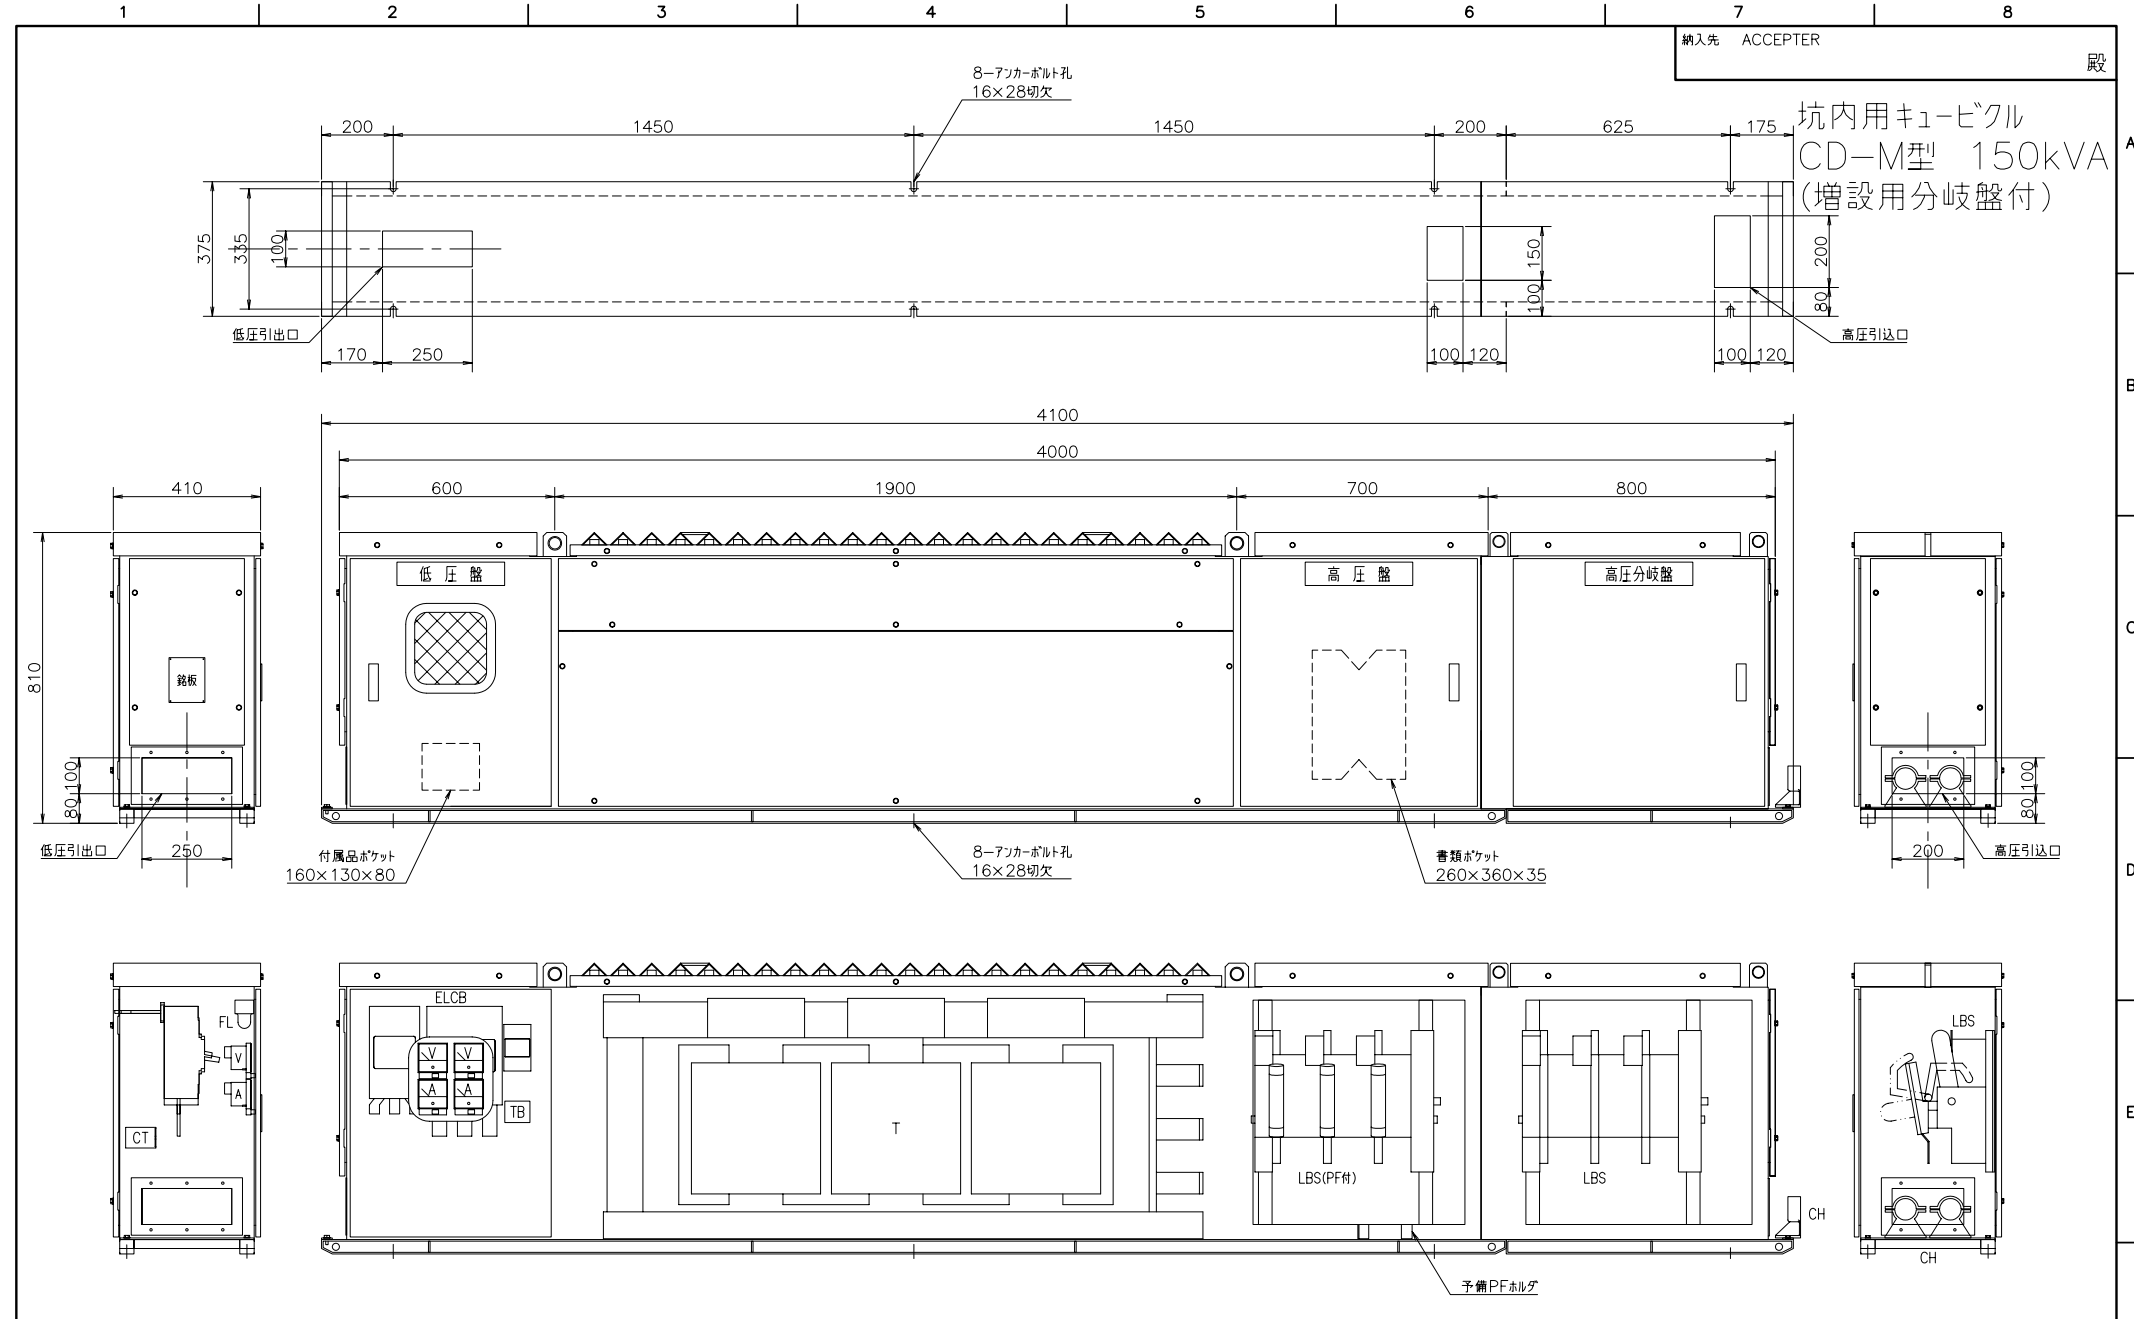 1 2 3 4 5 6 7 8
納入先 ACCEPTER
殿
坑内用キュービクル
CD-M型 150kVA
(増設用分岐盤付)
A
B
C
D
E
8-アンカーボルト孔
16×28切欠
200 1450 1450 200 625 175
375 335 100
150 100
200 80
低圧引出口
高圧引込口
170 250
100 120
100 120
4100
4000
600 1900 700 800
410
810
低圧盤
高圧盤
高圧分岐盤
銘板
100
80
低圧引出口
250
付属品ポケット
160×130×80
8-アンカーボルト孔
16×28切欠
書類ポケット
260×360×35
100
80
200
高圧引込口
FL
V
A
CT
ELCB
V V
A A
TB
T
LBS(PF付)
LBS
CH
LBS
CH
予備PFホルダ